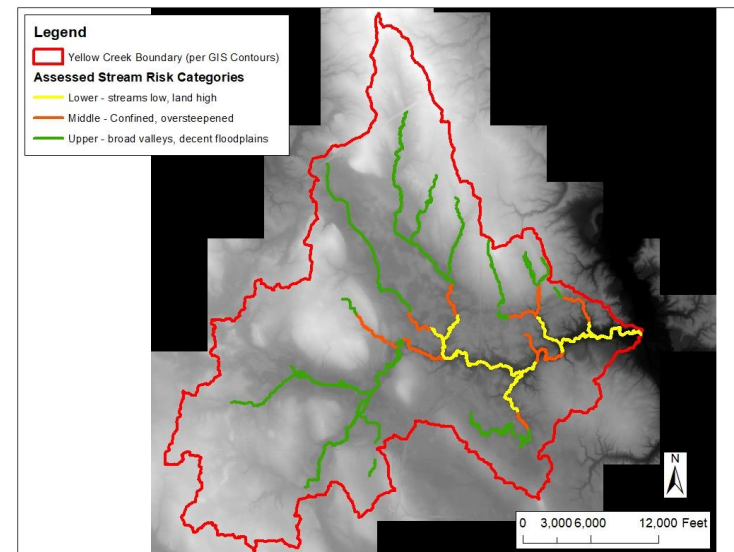 Legend
Yellow Creek Boundary (per GIS Contours)
Assessed Stream Risk Categories
Lower - streams low, land high
Middle - Confined, oversteepened
Upper - broad valleys, decent floodplains
N
0 3,000 6,000 12,000 Feet